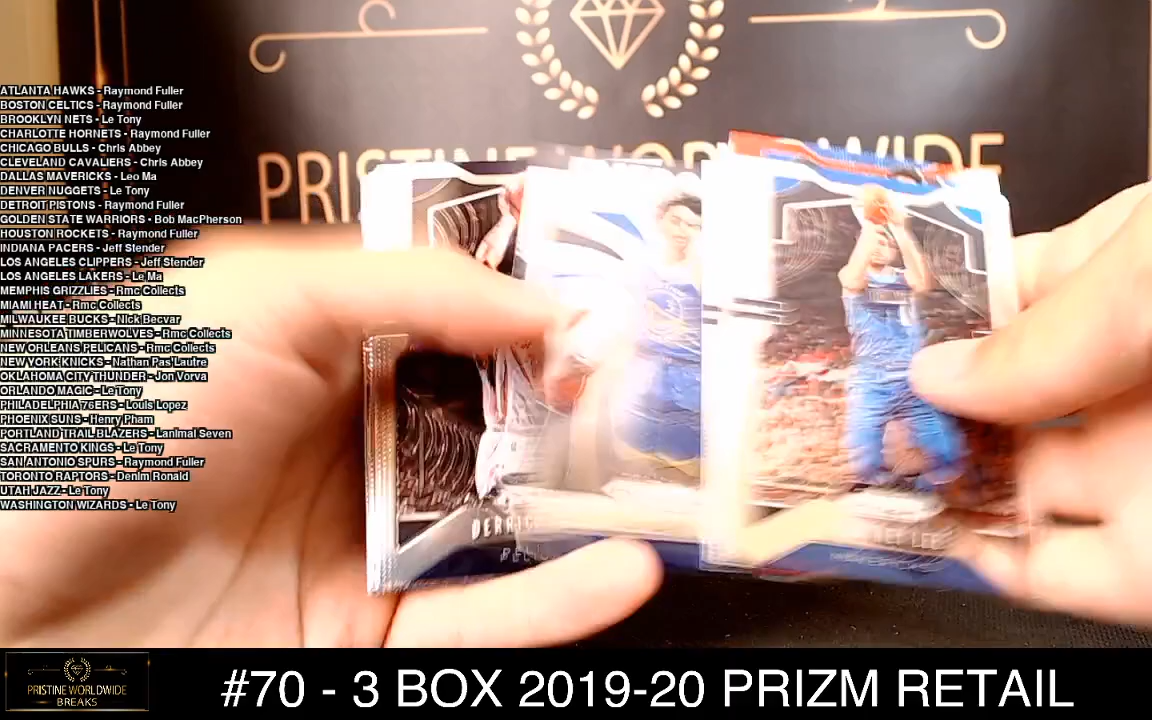 ATLANTA HAWKS - Raymond Fuller
BOSTON CELTICS - Raymond Fuller
BROOKLYN NETS - Le Tony
CHARLOTTE HORNETS - Raymond Fuller
CHICAGO BULLS - Chris Abbey
CLEVELAND CAVALIERS - Chris Abbey
DALLAS MAVERICKS - Leo Ma
DENVER NUGGETS - Le Tony
DETROIT PISTONS - Raymond Fuller
GOLDEN STATE WARRIORS - Bob MacPherson
HOUSTON ROCKETS - Raymond Fuller
INDIANA PACERS - Jeff Stender
LOS ANGELES CLIPPERS - Jeff Stender
LOS ANGELES LAKERS - Le Ma
MEMPHIS GRIZZLIES - Rmc Collects
MIAMI HEAT - Rmc Collects
MILWAUKEE BUCKS - Nick Becvar
MINNESOTA TIMBERWOLVES - Rmc Collects
NEW ORLEANS PELICANS - Rmc Collects
NEW YORK KNICKS - Nathan Pas'Lautre
OKLAHOMA CITY THUNDER - Jon Vorva
ORLANDO MAGIC - Le Tony
PHILADELPHIA 76ERS - Louis Lopez
PHOENIX SUNS - Henry Pham
PORTLAND TRAIL BLAZERS - Lanimal Seven
SACRAMENTO KINGS - Le Tony
SAN ANTONIO SPURS - Raymond Fuller
TORONTO RAPTORS - Denim Ronald
UTAH JAZZ - Le Tony
WASHINGTON WIZARDS - Le Tony
PRISTINE WORLDWIDE
LEE
PRISTINE WORLDWIDE
BREAKS
#70 - 3 BOX 2019-20 PRIZM RETAIL